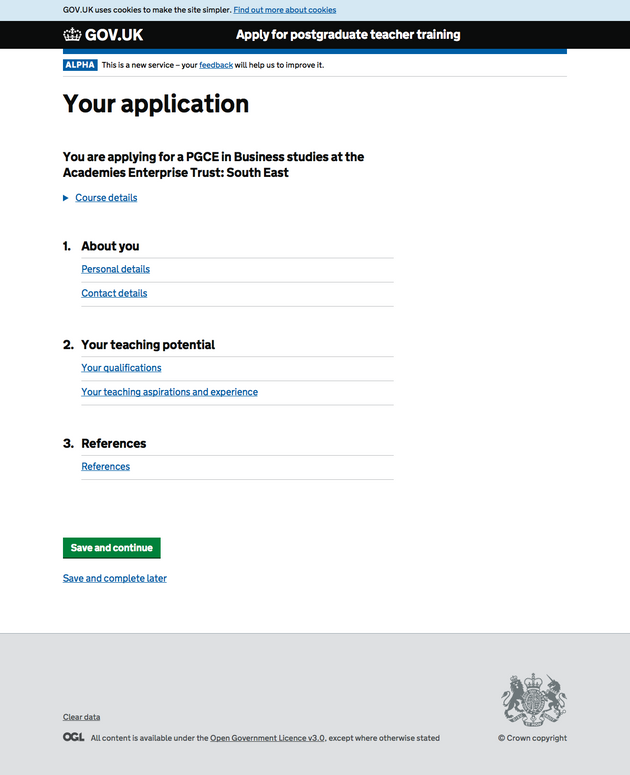 GOV.UK uses cookies to make the site simpler. Find out more about cookies
GOV.UK Apply for postgraduate teacher training
ALPHA This is a new service – your feedback will help us to improve it.
Your application
You are applying for a PGCE in Business studies at the
Academies Enterprise Trust: South East
Course details
1. About you
Personal details
Contact details
2. Your teaching potential
Your qualifications
Your teaching aspirations and experience
3. References
References
Save and continue
Save and complete later
Clear data
OGL All content is available under the Open Government Licence v3.0, except where otherwise stated
© Crown copyright